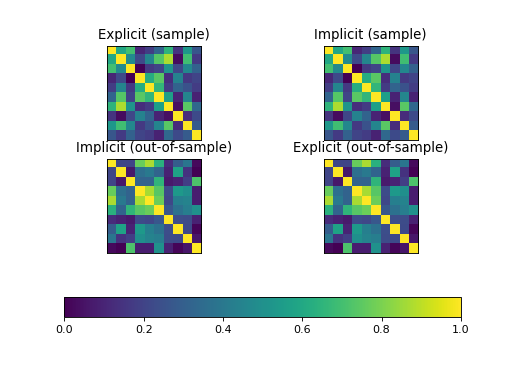 Explicit (sample)
Implicit (sample)
Implicit (out-of-sample)
Explicit (out-of-sample)
0.0 0.2 0.4 0.6 0.8 1.0